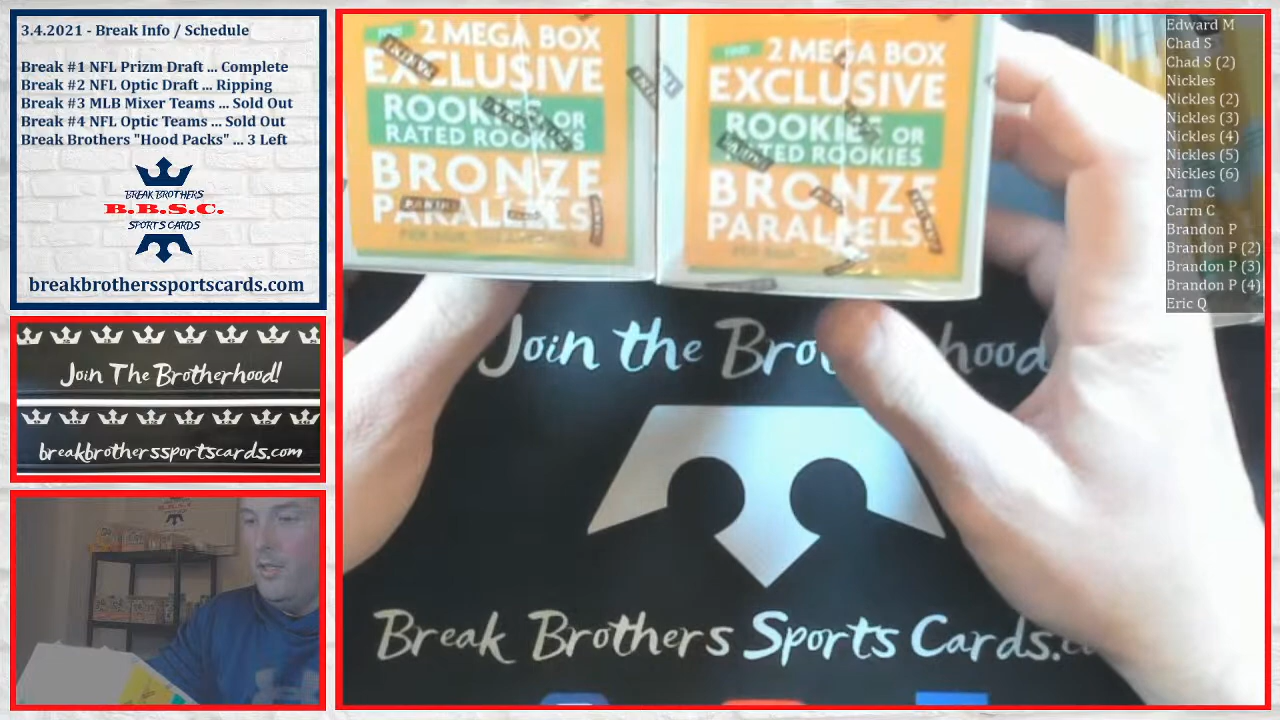 3.4.2021 - Break Info / Schedule
Break #1 NFL Prizm Draft ... Complete
Break #2 NFL Optic Draft ... Ripping
Break #3 MLB Mixer Teams ... Sold Out
Break #4 NFL Optic Teams ... Sold Out
Break Brothers "Hood Packs" ... 3 Left
BREAK BROTHERS
B.B.S.C.
SPORTS CARDS
breakbrotherssportscards.com
Join The Brotherhood!
breakbrotherssportscards.com
2 MEGA BOX
EXCLUSIVE
ROOKIES OR
RATED ROOKIES
BRONZE
PARALLELS
PANINI
2 MEGA BOX
EXCLUSIVE
ROOKIES OR
RATED ROOKIES
BRONZE
PARALLELS
PANINI
Join the Bro hood
Break Brothers Sports Cards.
Edward M
Chad S
Chad S (2)
Nickles
Nickles (2)
Nickles (3)
Nickles (4)
Nickles (5)
Nickles (6)
Carm C
Carm C
Brandon P
Brandon P (2)
Brandon P (3)
Brandon P (4)
Eric Q